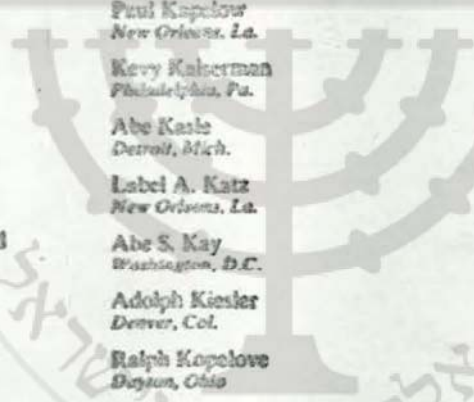 Paul Kapelow
New Orleans, La.
Kevy Kaiserman
Philadelphia, Pa.
Abe Kasle
Detroit, Mich.
Label A. Katz
New Orleans, La.
Abe S. Kay
Washington, D.C.
Adolph Kiesler
Denver, Col.
Ralph Kopelove
Dayton, Ohio